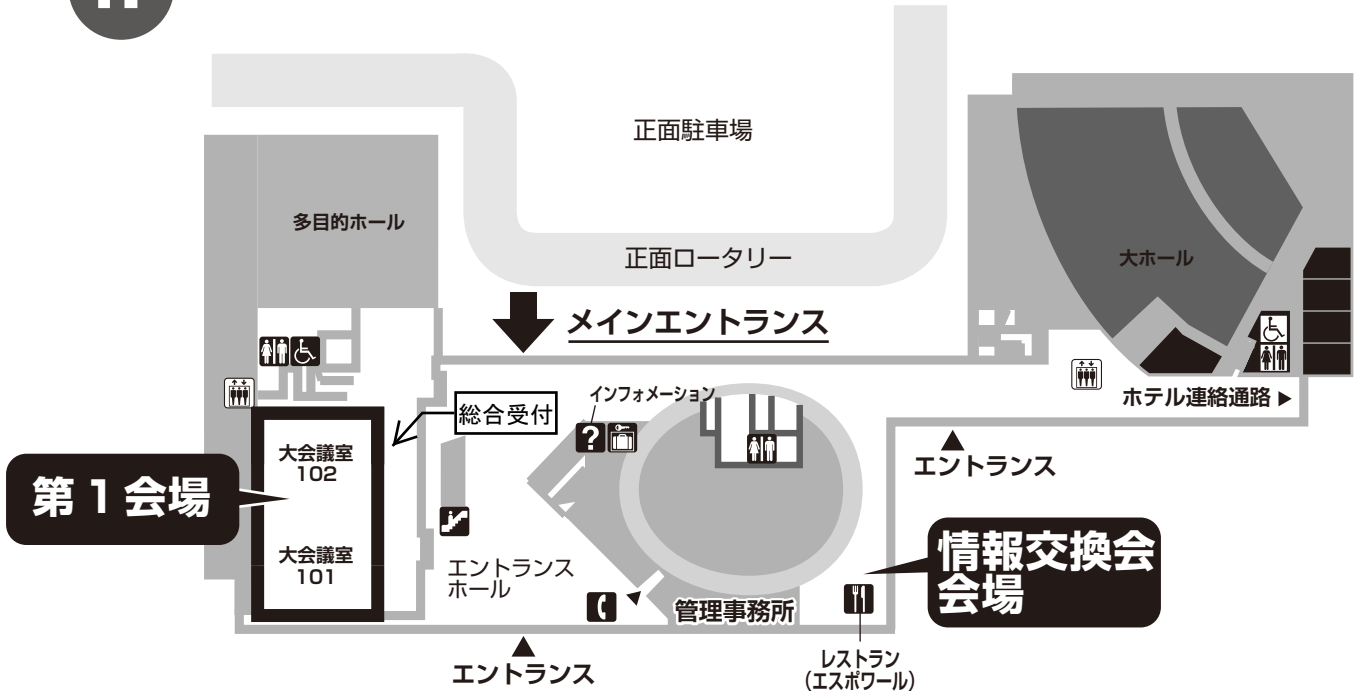 正面駐車場
多目的ホール
正面ロータリー
大ホール
メインエントランス
インフォメーション
ホテル連絡通路▶
総合受付
?
大会議室
102
エントランス
第1会場
大会議室
101
エントランス
ホール
情報交換会
会場
管理事務所
エントランス
レストラン
(エスポワール)